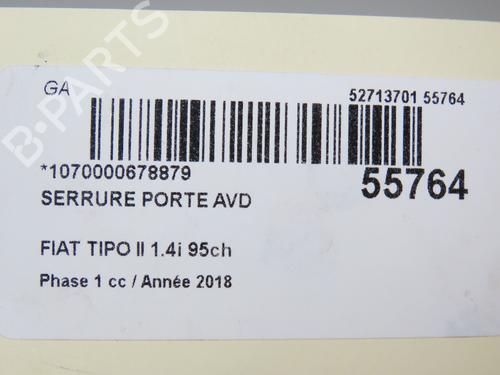 GA
52713701 55764
*1070000678879
55764
SERRURE PORTE AVD
FIAT TIPO II 1.4i 95ch
Phase 1 cc / Année 2018
B-PARTS